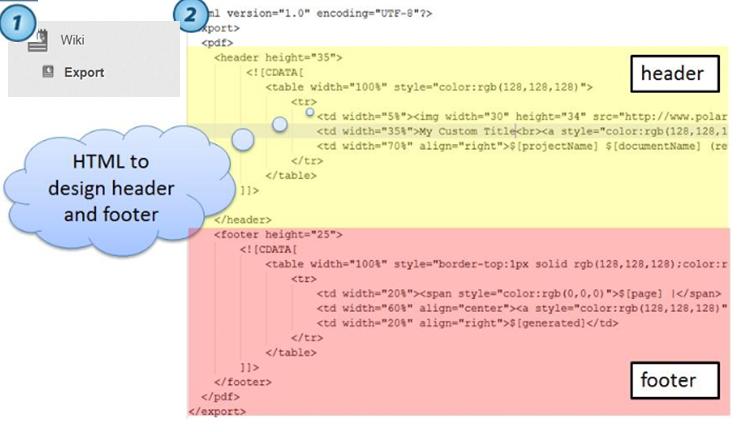 1
Wiki
Export
2
ml version="1.0" encoding="UTF-8"?>
xport>
<pdf>
<header height="35">
<![CDATA[
<table width="100%" style="color:rgb(128,128,128)">
<tr>
<td width="5%"><img width="30" height="34" src="http://www.polar
<td width="35%">My Custom Title<br><a style="color:rgb(128,128,1
<td width="70%" align="right">$[projectName] $[documentName] (re
</tr>
</table>
]]>
</header>
<footer height="25">
<![CDATA[
<table width="100%" style="border-top:1px solid rgb(128,128,128);color:r
<tr>
<td width="20%"><span style="color:rgb(0,0,0)">$[page] |</span>
<td width="60%" align="center"><a style="color:rgb(128,128,128)"
<td width="20%" align="right">$[generated]</td>
</tr>
</table>
]]>
</footer>
</pdf>
</export>
header
HTML to
design header
and footer
footer